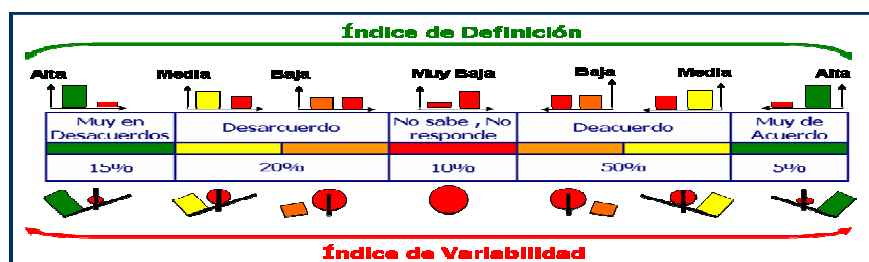 Índice de Definición
Alta Media Baja Muy Baja Baja Media Alta
Muy en Desarcuerdo No sabe , No Deacuerdo Muy de
Desacuerdos responde Acuerdo
15% 20% 10% 50% 5%
Índice de Variabilidad